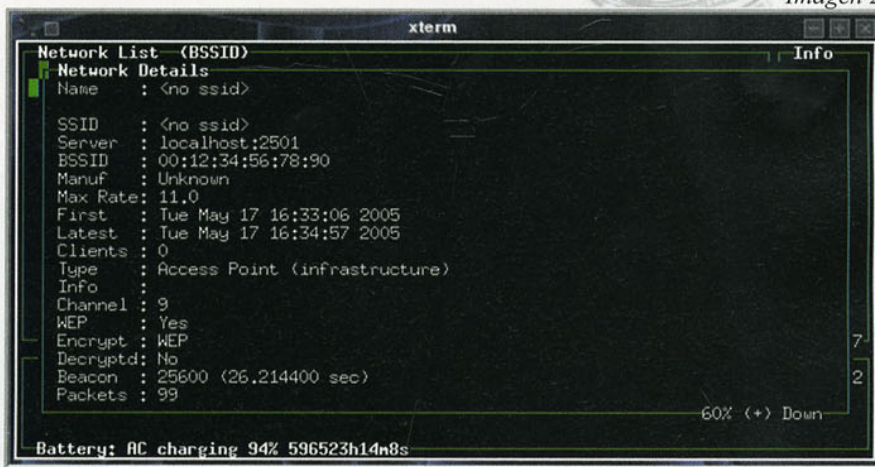 Imagen 2
xterm
Network List (BSSID)
Info
Network Details
Name : <no ssid>
SSID : <no ssid>
Server : localhost:2501
BSSID : 00:12:34:56:78:90
Manuf : Unknown
Max Rate: 11.0
First : Tue May 17 16:33:06 2005
Latest : Tue May 17 16:34:57 2005
Clients : 0
Type : Access Point (infrastructure)
Info :
Channel : 9
WEP : Yes
Encrypt : WEP
7
Decryptd: No
Beacon : 25600 (26.214400 sec)
2
Packets : 99
60% (+) Down
Battery: AC charging 94% 596523h14m8s